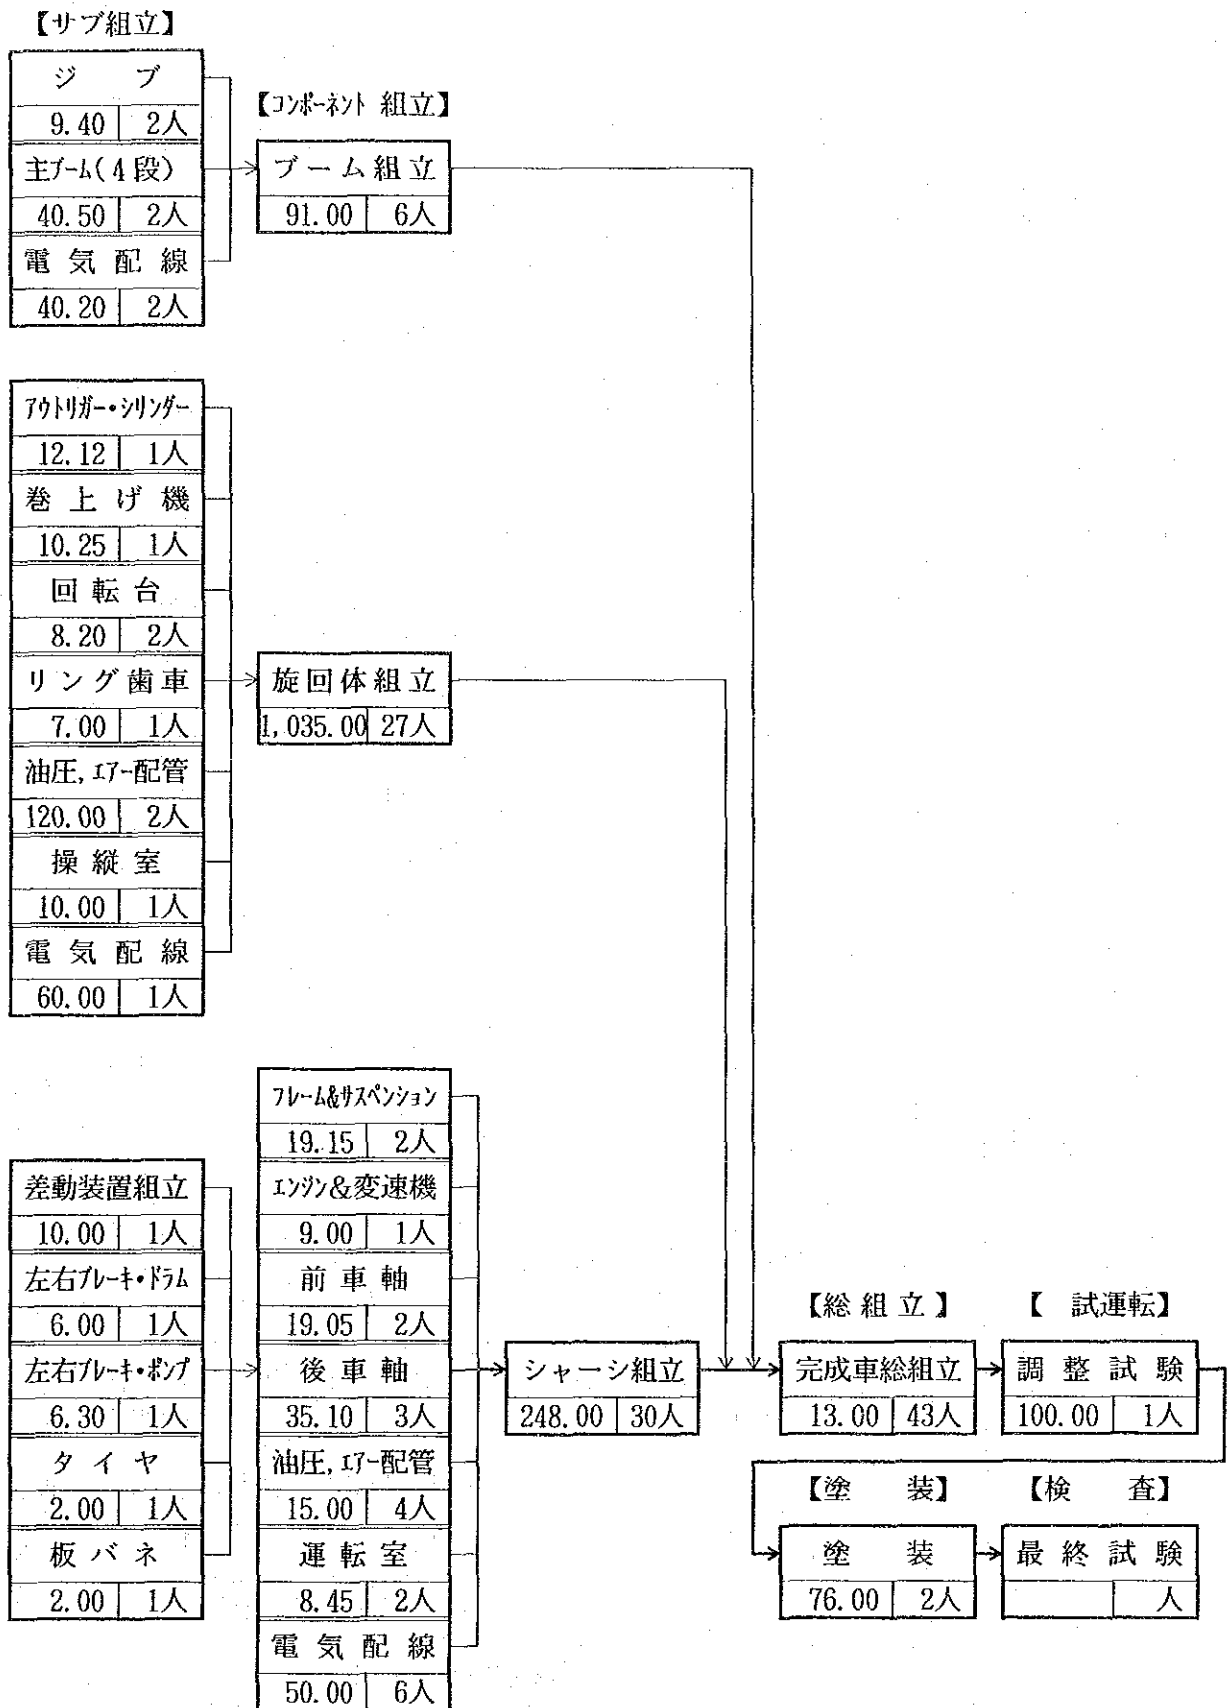 【サブ組立】
ジブ
9.40 2人
主ブーム(4段)
40.50 2人
電気配線
40.20 2人
【コンポーネント 組立】
ブーム組立
91.00 6人
アウトリガー・シリンダー
12.12 1人
巻上げ機
10.25 1人
回転台
8.20 2人
リング歯車
7.00 1人
油圧,エアー配管
120.00 2人
操縦室
10.00 1人
電気配線
60.00 1人
旋回体組立
1,035.00 27人
差動装置組立
10.00 1人
左右ブレーキ・ドラム
6.00 1人
左右ブレーキ・ポンプ
6.30 1人
タイヤ
2.00 1人
板バネ
2.00 1人
フレーム&サスペンション
19.15 2人
エンジン&変速機
9.00 1人
前車軸
19.05 2人
後車軸
35.10 3人
油圧,エアー配管
15.00 4人
運転室
8.45 2人
電気配線
50.00 6人
シャーシ組立
248.00 30人
【総組立】
完成車総組立
13.00 43人
【 試運転】
調整試験
100.00 1人
【塗 装】
塗 装
76.00 2人
【検 査】
最終試験
人